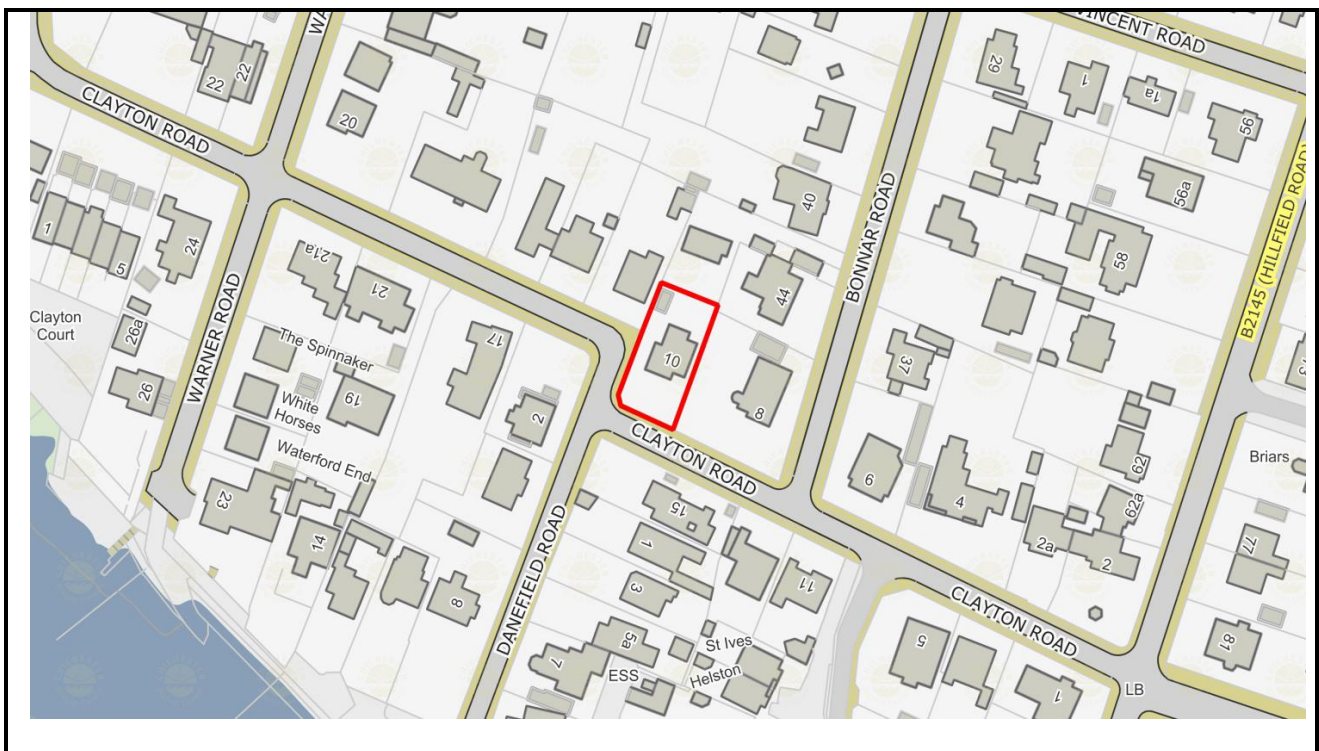 VINCENT ROAD
WA
CLAYTON ROAD
22
22
20
29
1
1a
56
56a
B2145 (HILLFIELD ROAD)
40
BONNAR ROAD
58
1
5
24
21a
21
17
44
Clayton
Court
26a
26
WARNER ROAD
The Spinnaker
19
White
Horses
Waterford End
2
10
8
37
CLAYTON ROAD
6
4
62
62a
Briars
73
77
2a
2
23
14
8
DANEFIELD ROAD
15
1
3
11
5a
7
ESS
St Ives
Helston
CLAYTON ROAD
5
1
LB
81